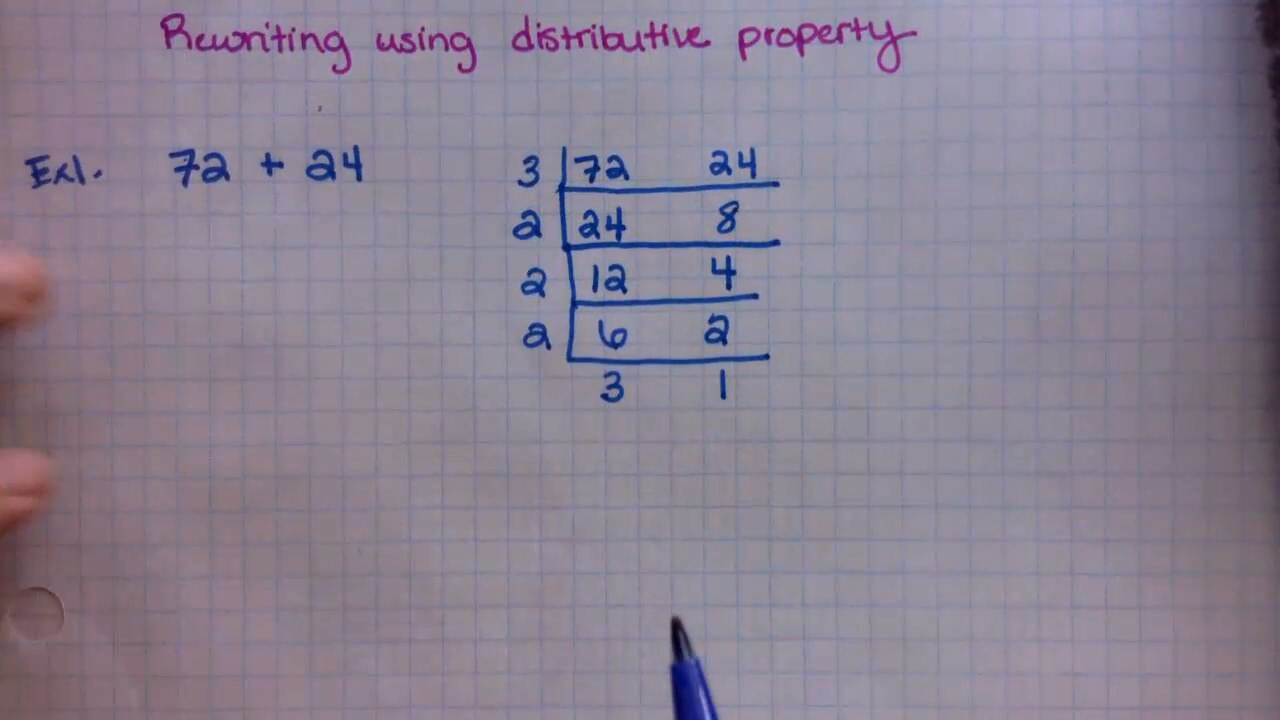 Rewriting using distributive property
Ex1. 72 + 24
3 72 24
2 24 8
2 12 4
2 6 2
3 1